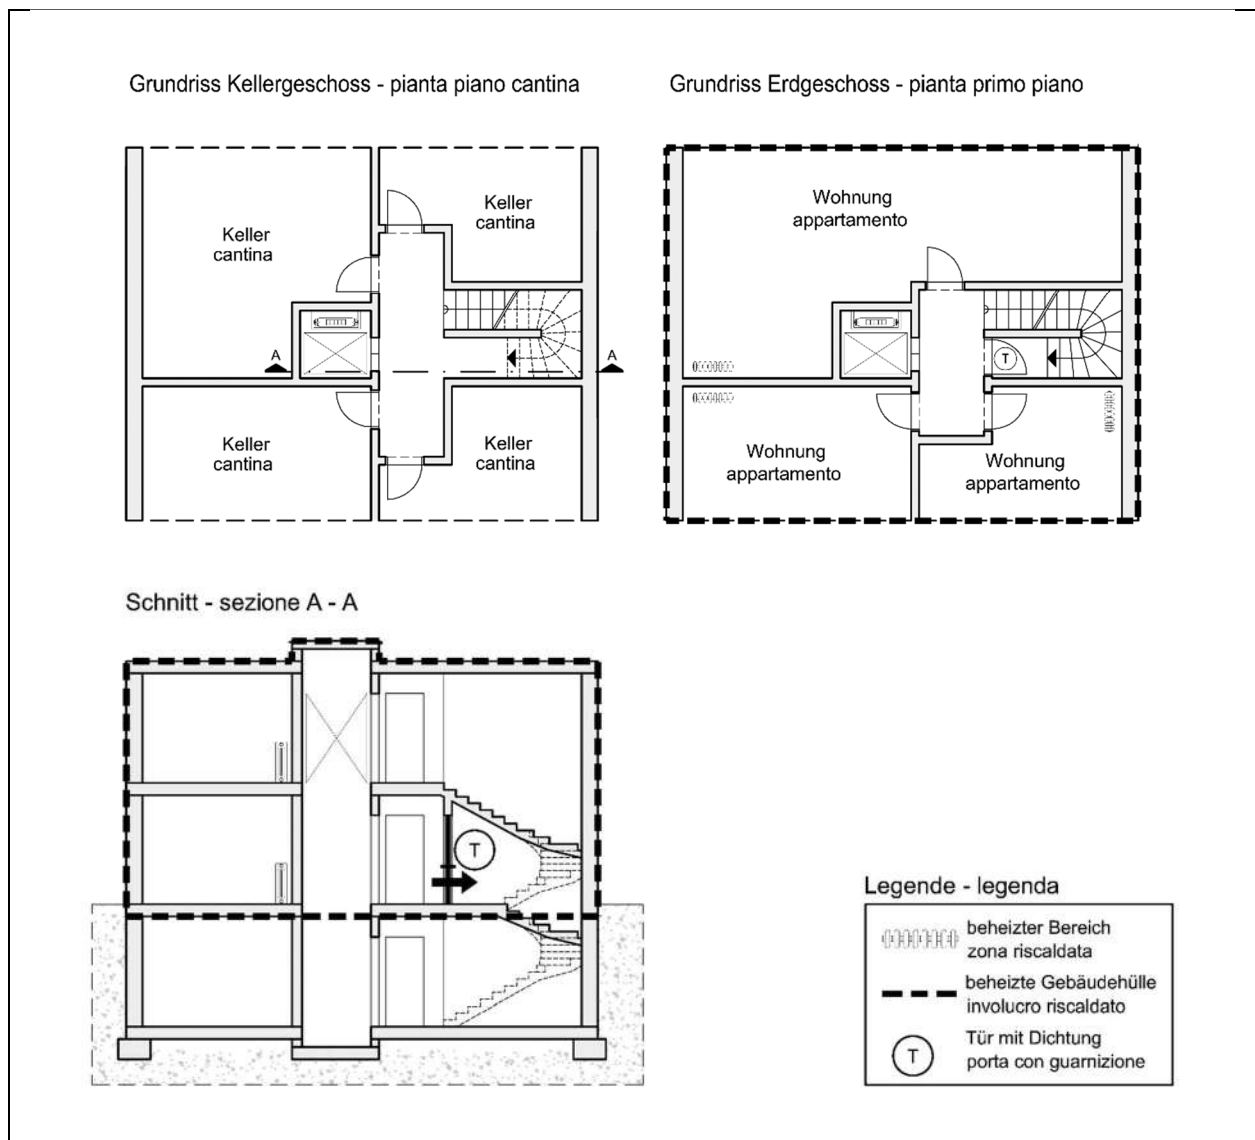 Grundriss Kellergeschoss - pianta piano cantina
Grundriss Erdgeschoss - pianta primo piano
Keller
cantina
Keller
cantina
A
A
Keller
cantina
Keller
cantina
Wohnung
appartamento
T
Wohnung
appartamento
Wohnung
appartamento
Schnitt - sezione A - A
T
Legende - legenda
beheizter Bereich
zona riscaldata
beheizte Gebäudehülle
involucro riscaldato
T
Tür mit Dichtung
porta con guarnizione